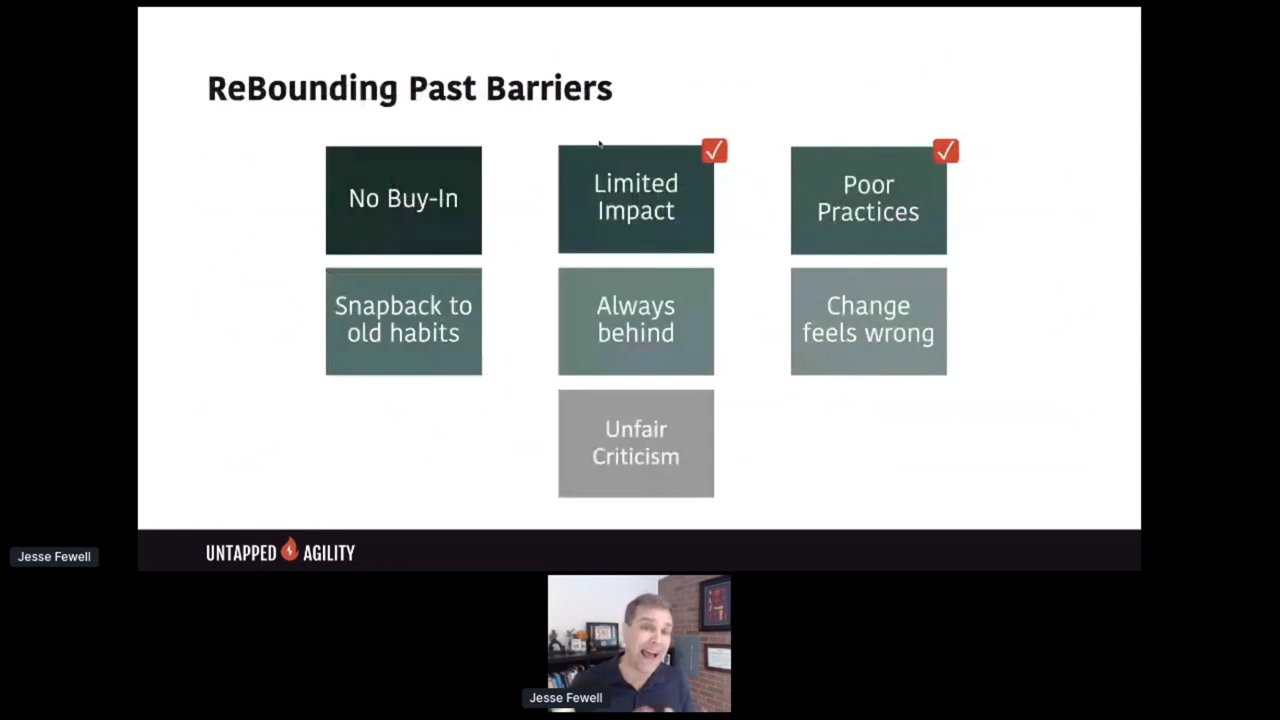 ReBounding Past Barriers
No Buy-In
Limited
Impact
Poor
Practices
Snapback to
old habits
Always
behind
Change
feels wrong
Unfair
Criticism
UNTAPPED AGILITY
Jesse Fewell
Jesse Fewell